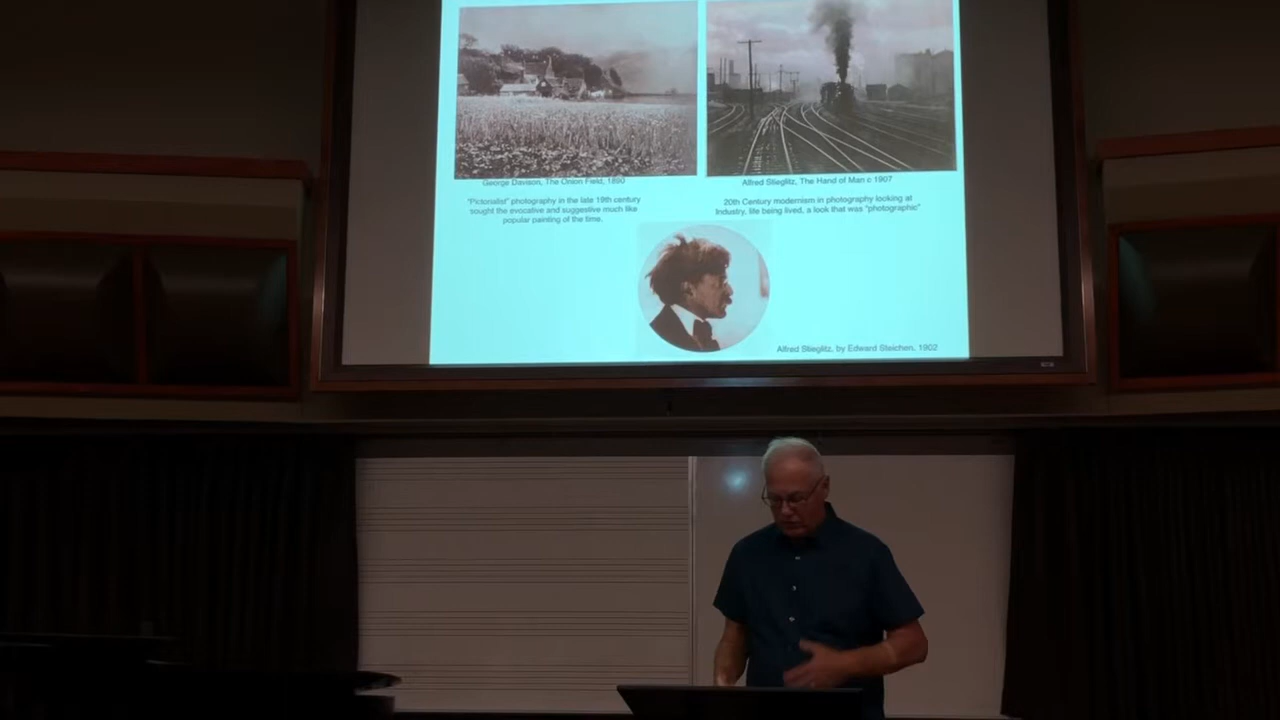 George Davison, The Onion Field, 1890
"Pictorialist" photography in the late 19th century
sought the evocative and suggestive much like
popular painting of the time.
Alfred Stieglitz, The Hand of Man c 1907
20th Century modernism in photography looking at
Industry, life being lived, a look that was "photographic"
Alfred Stieglitz, by Edward Steichen, 1902